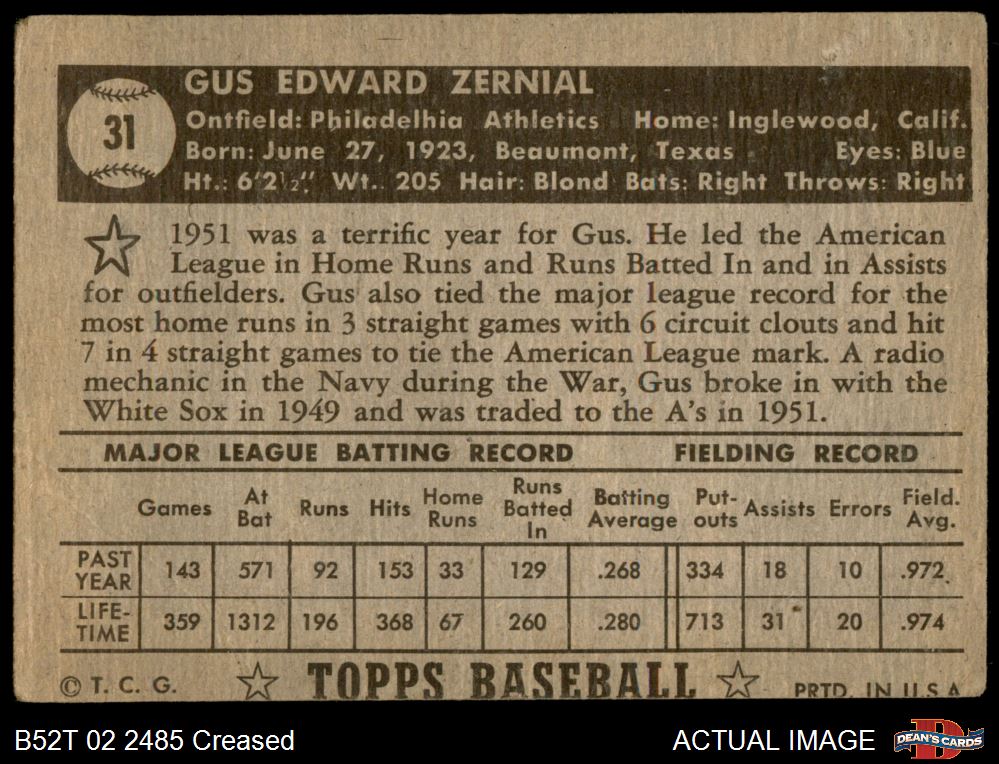 31
GUS EDWARD ZERNIAL
Ontfield: Philadelhia Athletics Home: Inglewood, Calif.
Born: June 27, 1923, Beaumont, Texas Eyes: Blue
Ht.: 6'2½" Wt.. 205 Hair: Blond Bats: Right Throws: Right
1951 was a terrific year for Gus. He led the American
League in Home Runs and Runs Batted In and in Assists
for outfielders. Gus also tied the major league record for the
most home runs in 3 straight games with 6 circuit clouts and hit
7 in 4 straight games to tie the American League mark. A radio
mechanic in the Navy during the War, Gus broke in with the
White Sox in 1949 and was traded to the A's in 1951.
MAJOR LEAGUE BATTING RECORD FIELDING RECORD
Games At Bat Runs Hits Home Runs Runs Batted In Batting Average Put-outs Assists Errors Field. Avg.
PAST YEAR 143 571 92 153 33 129 .268 334 18 10 .972
LIFE-TIME 359 1312 196 368 67 260 .280 713 31 20 .974
© T. C. G. TOPPS BASEBALL PRTD. IN U S A
B52T 02 2485 Creased ACTUAL IMAGE DEAN'S CARDS